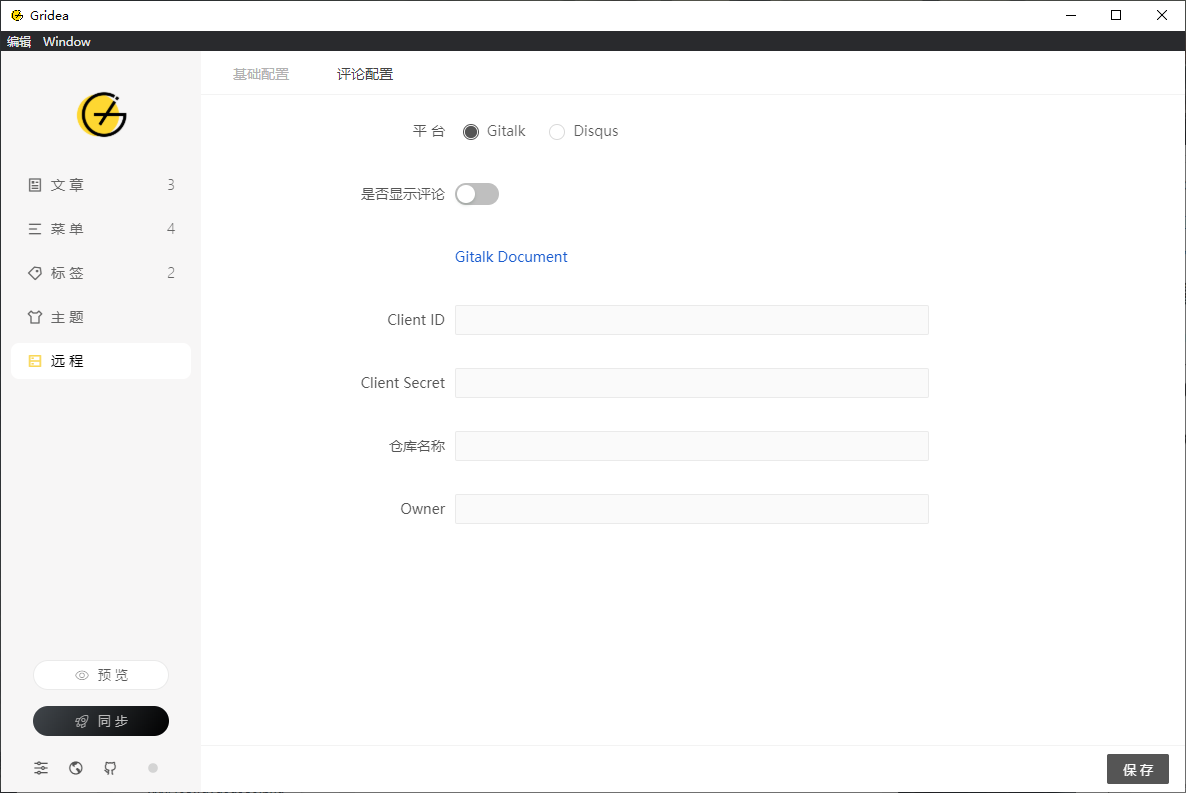 Gridea
编辑 Window
基础配置 评论配置
平台 Gitalk Disqus
文章 3
是否显示评论
菜单 4
Gitalk Document
标签 2
主题
Client ID
远程
Client Secret
仓库名称
Owner
预览
同步
保存